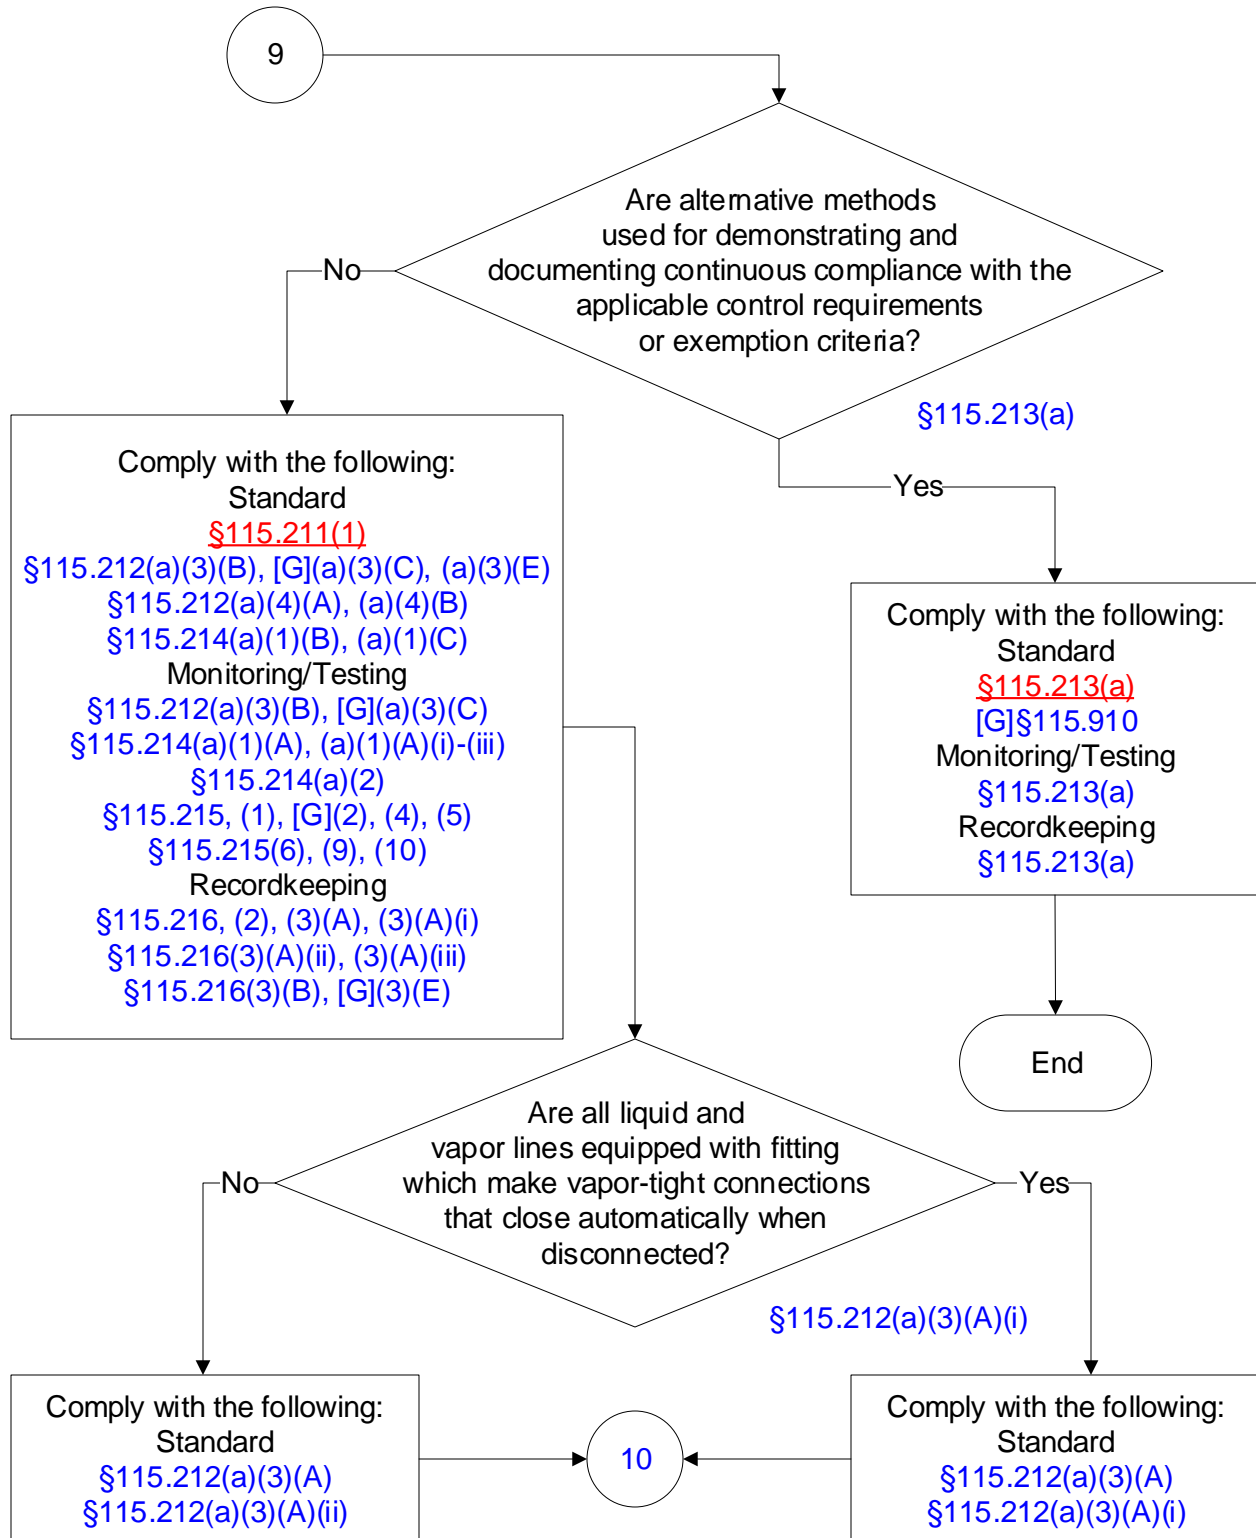 9
Are alternative methods
used for demonstrating and
documenting continuous compliance with the
applicable control requirements
or exemption criteria?
No
§115.213(a)
Yes
Comply with the following:
Standard
§115.211(1)
§115.212(a)(3)(B), [G](a)(3)(C), (a)(3)(E)
§115.212(a)(4)(A), (a)(4)(B)
§115.214(a)(1)(B), (a)(1)(C)
Monitoring/Testing
§115.212(a)(3)(B), [G](a)(3)(C)
§115.214(a)(1)(A), (a)(1)(A)(i)-(iii)
§115.214(a)(2)
§115.215, (1), [G](2), (4), (5)
§115.215(6), (9), (10)
Recordkeeping
§115.216, (2), (3)(A), (3)(A)(i)
§115.216(3)(A)(ii), (3)(A)(iii)
§115.216(3)(B), [G](3)(E)
Comply with the following:
Standard
§115.213(a)
[G]§115.910
Monitoring/Testing
§115.213(a)
Recordkeeping
§115.213(a)
End
Are all liquid and
vapor lines equipped with fitting
which make vapor-tight connections
that close automatically when
disconnected?
No
Yes
§115.212(a)(3)(A)(i)
Comply with the following:
Standard
§115.212(a)(3)(A)
§115.212(a)(3)(A)(ii)
10
Comply with the following:
Standard
§115.212(a)(3)(A)
§115.212(a)(3)(A)(i)